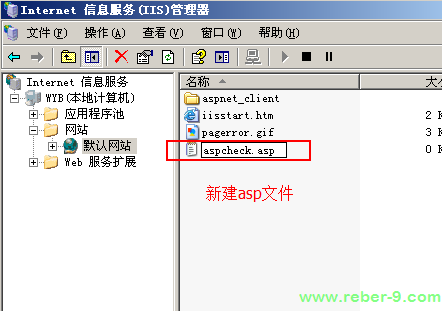 Internet 信息服务(IIS)管理器
文件(F) 操作(A) 查看(V) 窗口(W) 帮助(H)
Internet 信息服务
WYB(本地计算机)
应用程序池
网站
默认网站
Web 服务扩展
名称 大
aspnet_client
iisstart.htm 2 K
pagerror.gif 3 K
aspcheck.asp 0 K
新建asp文件
www.reber-9.com